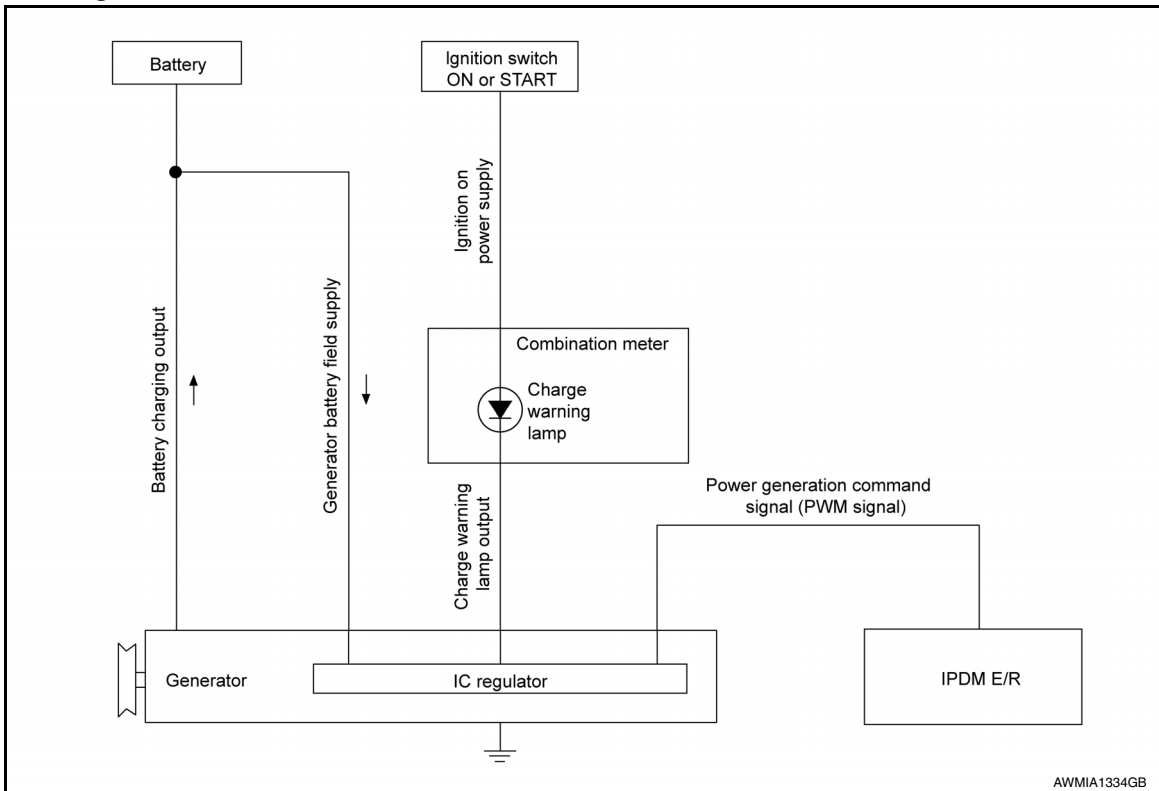 Battery
Ignition switch
ON or START
Ignition on
power supply
Battery charging output
Generator battery field supply
Combination meter
Charge
warning
lamp
Charge warning
lamp output
Power generation command
signal (PWM signal)
Generator
IC regulator
IPDM E/R
AWMIA1334GB